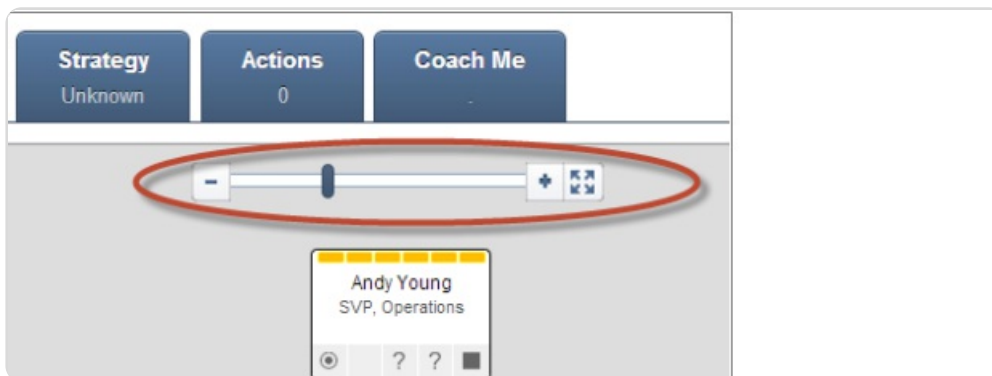 Strategy
Unknown
Actions
0
Coach Me
-
-
+
Andy Young
SVP, Operations
? ?